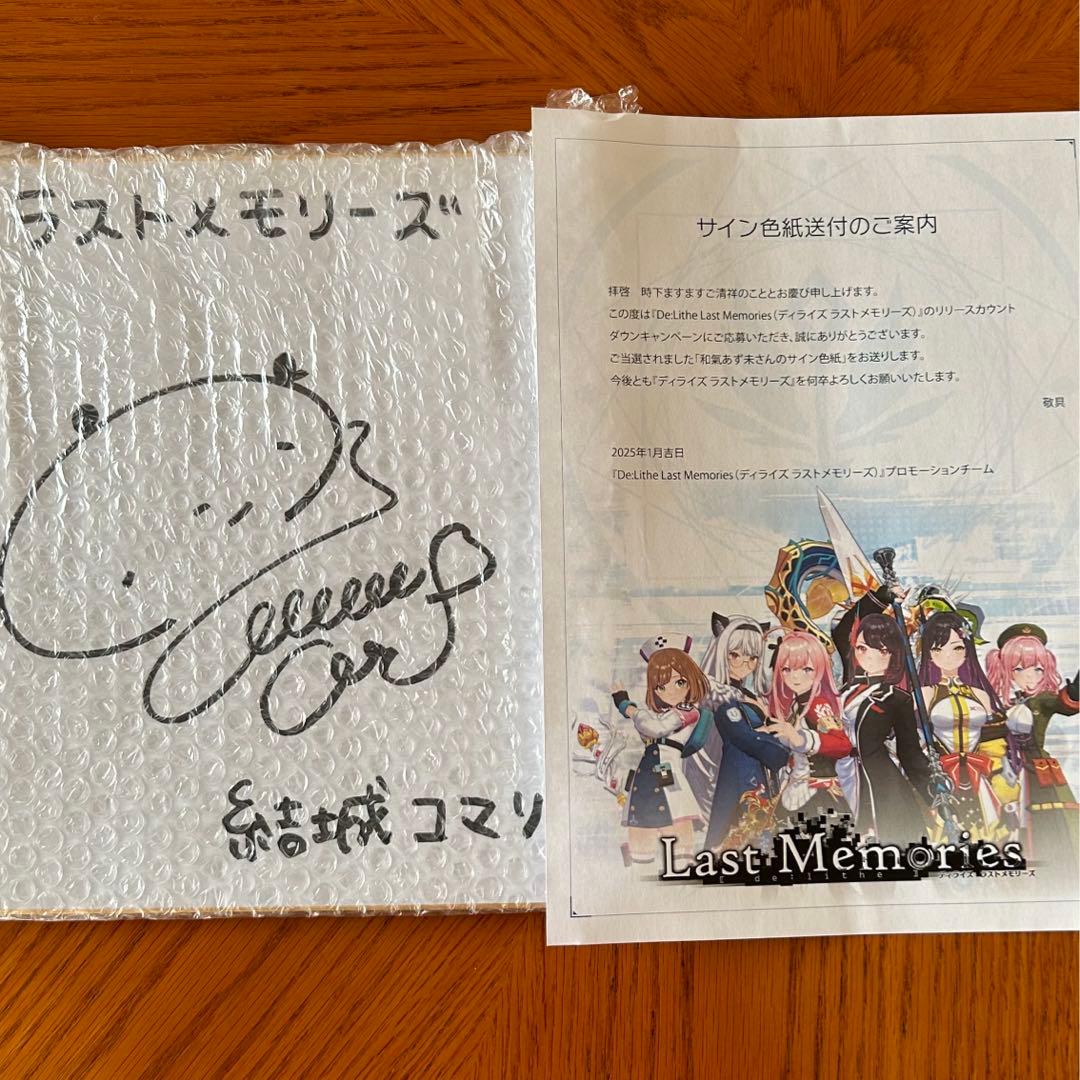 ラストメモリーズ
結城コマリ
サイン色紙送付のご案内
拝啓　時下ますますご清祥のこととお慶び申し上げます。
この度は『De:Lithe Last Memories（ディライズ ラストメモリーズ）』のリリースカウント
ダウンキャンペーンにご応募いただき、誠にありがとうございます。
ご当選されました「和氣あず未さんのサイン色紙」をお送りします。
今後とも『ディライズ ラストメモリーズ』を何卒よろしくお願いいたします。
敬具
2025年1月吉日
『De:Lithe Last Memories（ディライズ ラストメモリーズ）』プロモーションチーム
Last Memories
ディライズ ラストメモリーズ